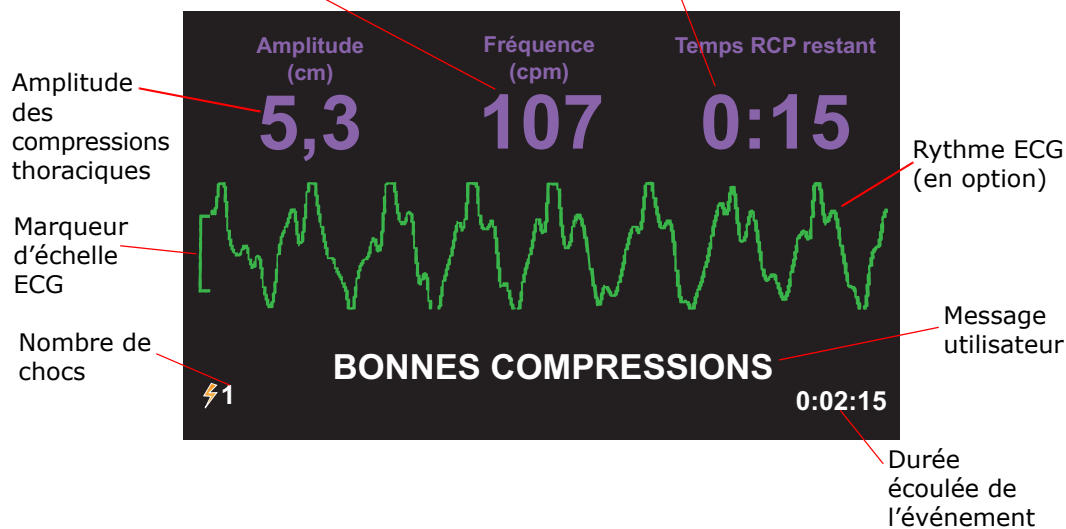 Amplitude
(cm)
5,3
Fréquence
(cpm)
107
Temps RCP restant
0:15
Amplitude
des
compressions
thoraciques
Rythme ECG
(en option)
Marqueur
d’échelle
ECG
Message
utilisateur
Nombre de
chocs
BONNES COMPRESSIONS
1
0:02:15
Durée
écoulée de
l’événement